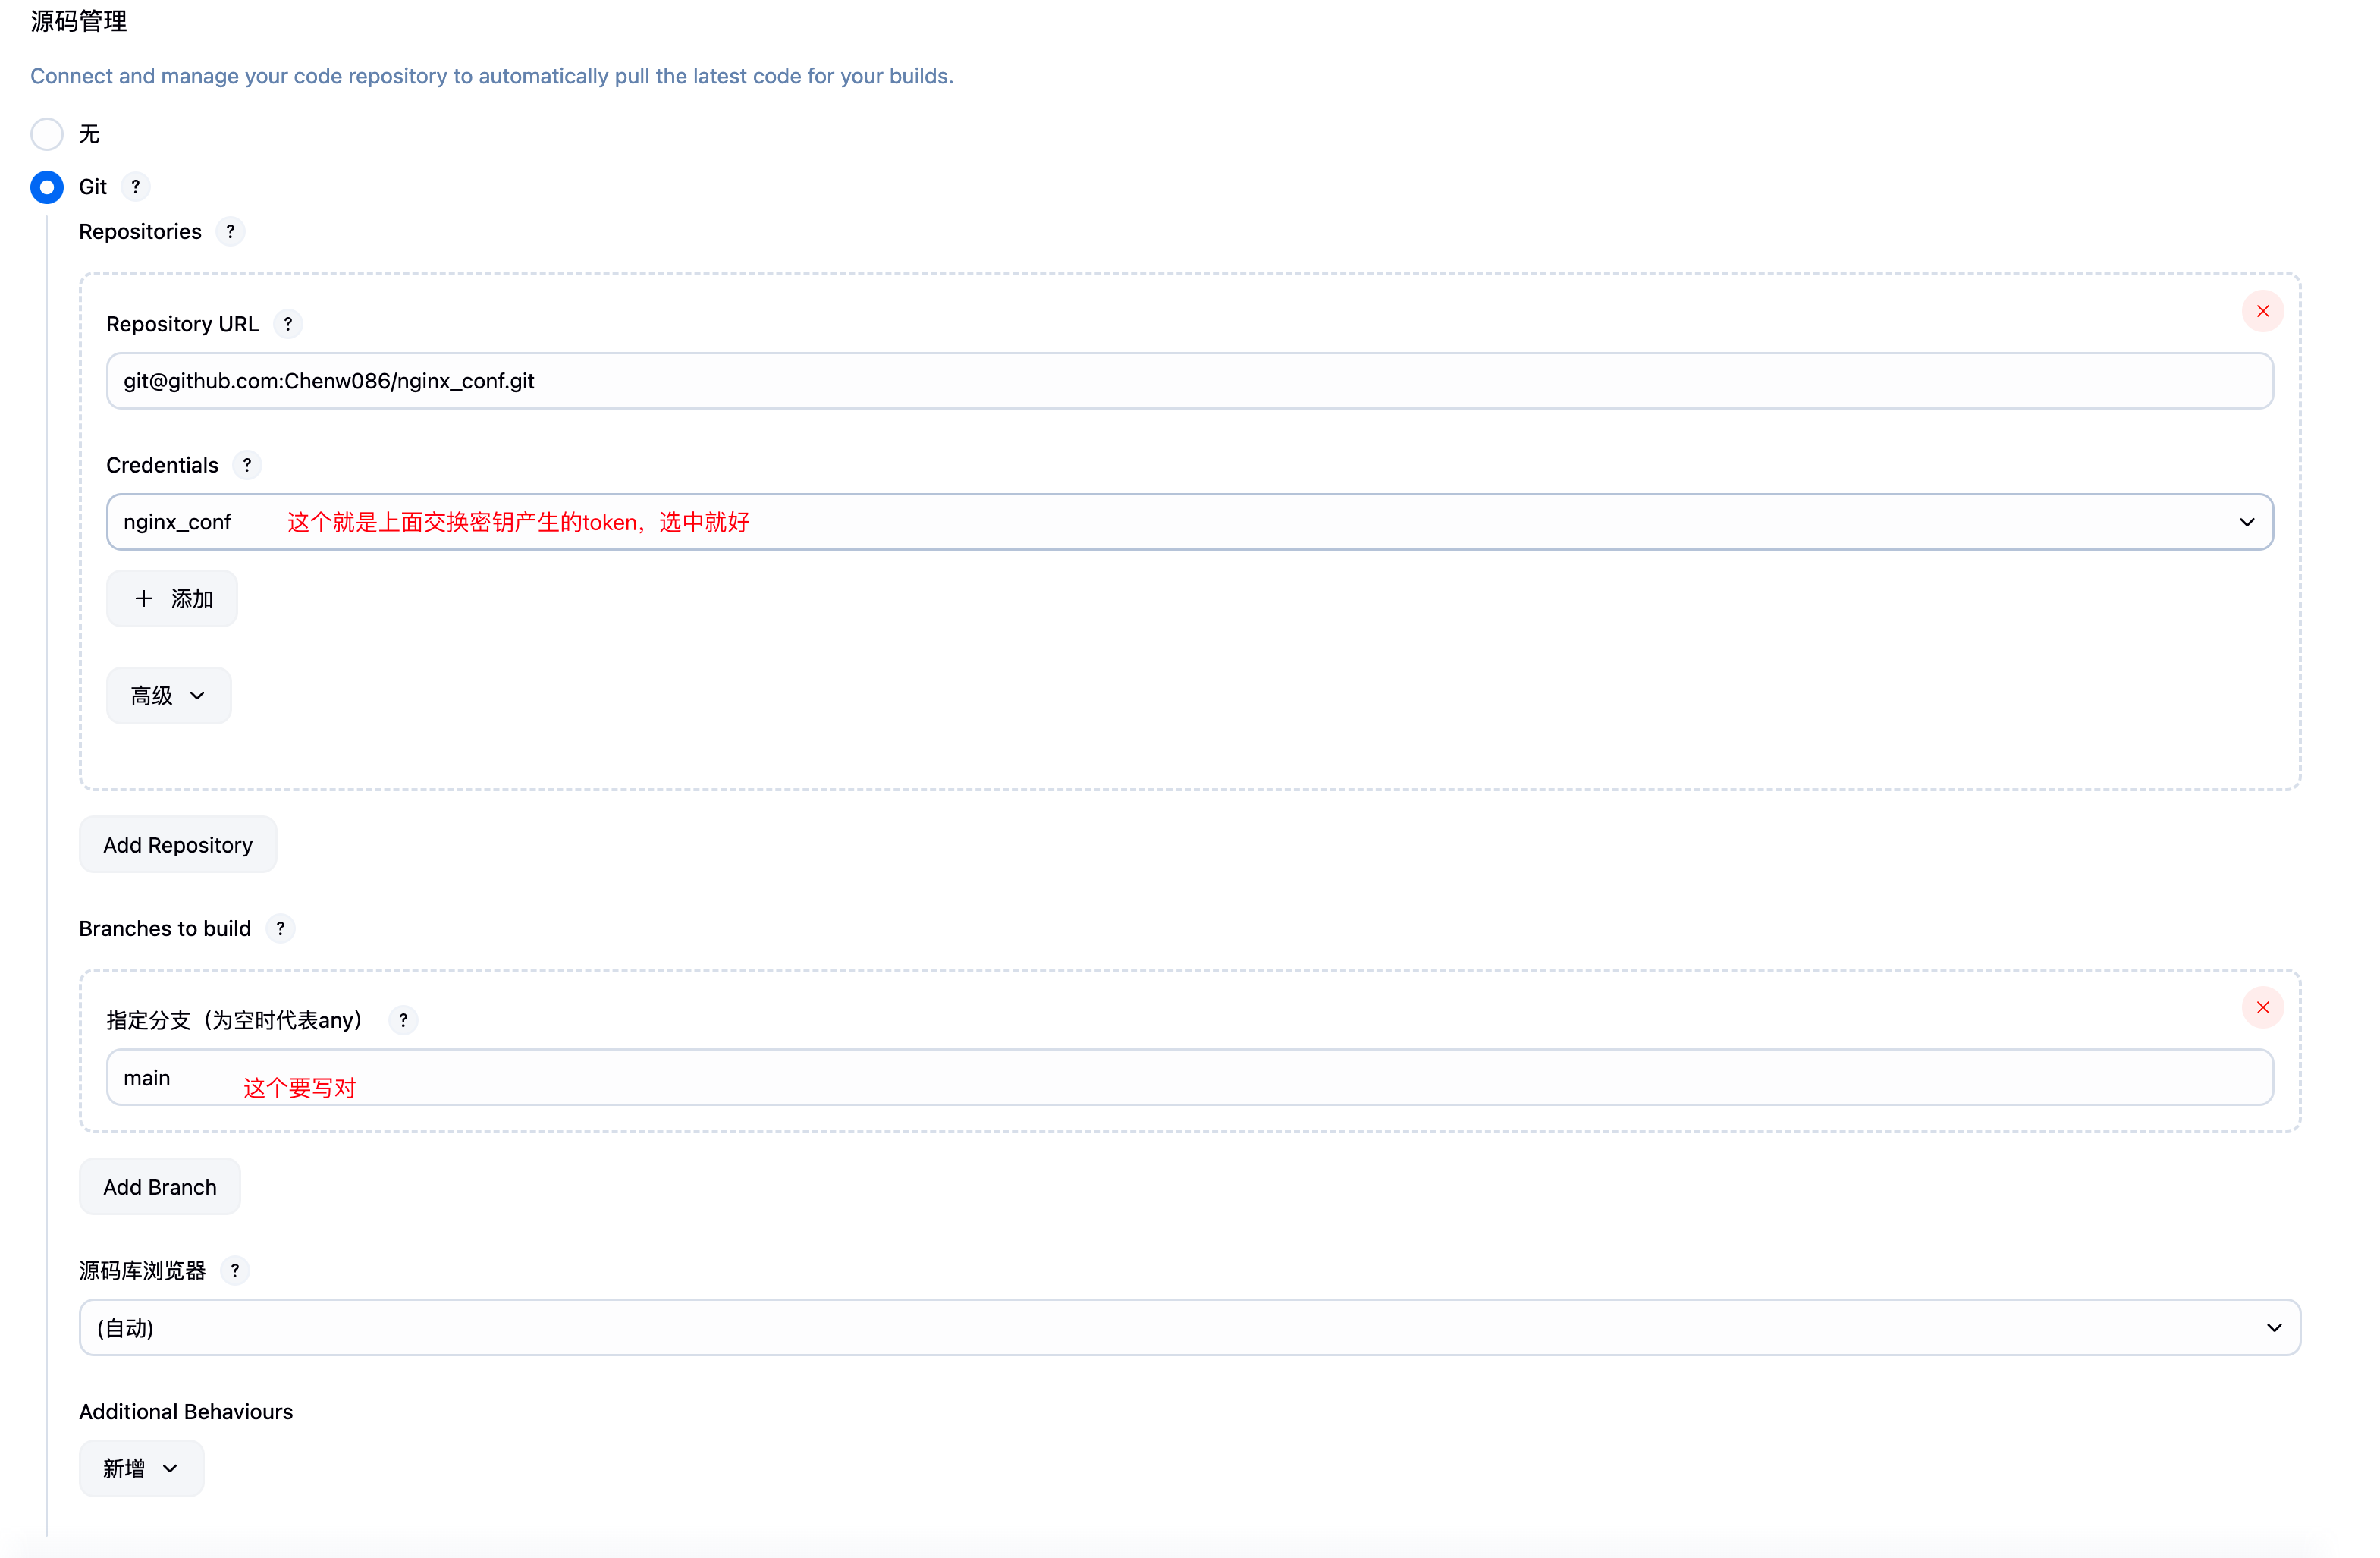 源码管理
Connect and manage your code repository to automatically pull the latest code for your builds.
无
Git ?
Repositories ?
Repository URL ?
git@github.com:Chenw086/nginx_conf.git
Credentials ?
nginx_conf 这个就是上面交换密钥产生的token，选中就好
+ 添加
高级
Add Repository
Branches to build ?
指定分支（为空时代表any） ?
main 这个要写对
Add Branch
源码库浏览器 ?
(自动)
Additional Behaviours
新增